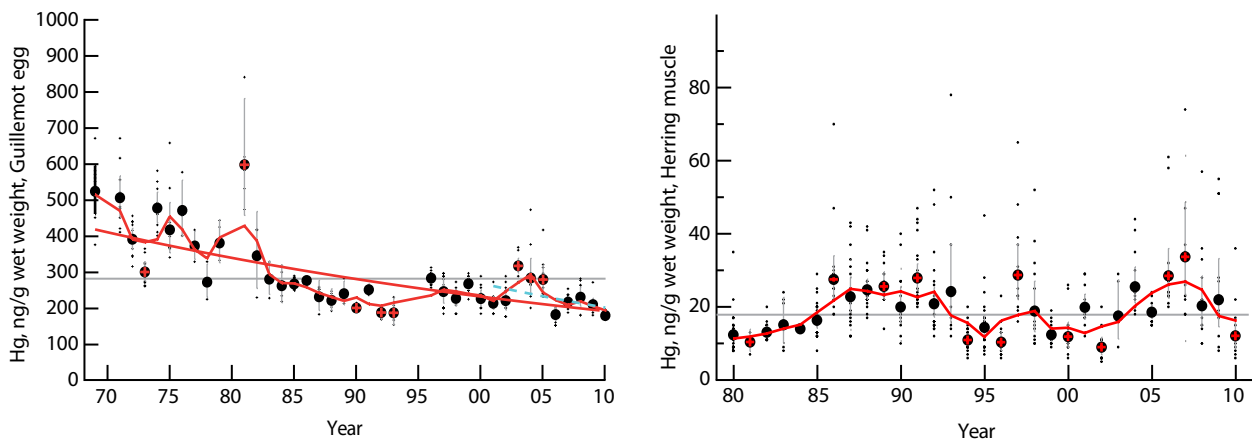 Hg, ng/g wet weight, Guillemot egg
1000
900
800
700
600
500
400
300
200
100
0
70 75 80 85 90 95 00 05 10
Year
Hg, ng/g wet weight, Herring muscle
80
60
40
20
0
80 85 90 95 00 05 10
Year